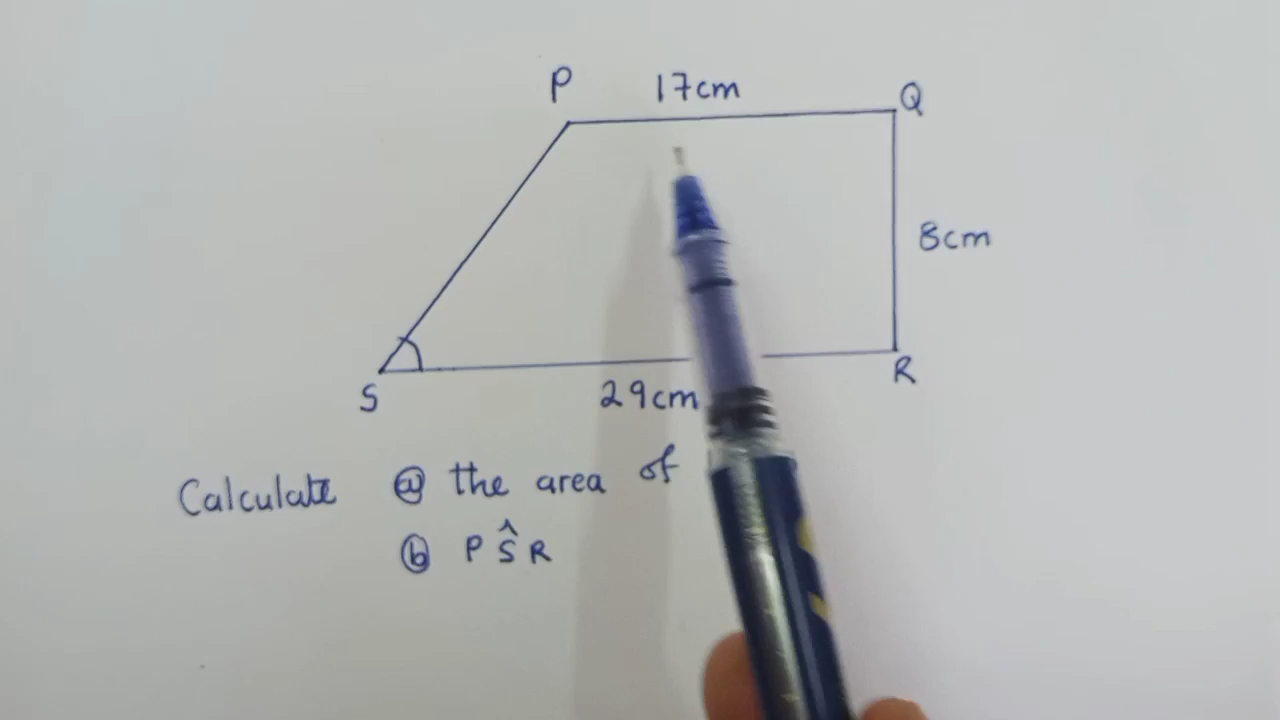 P 17cm Q
8cm
S 29cm R
Calculate ⓐ the area of
ⓑ PŜR